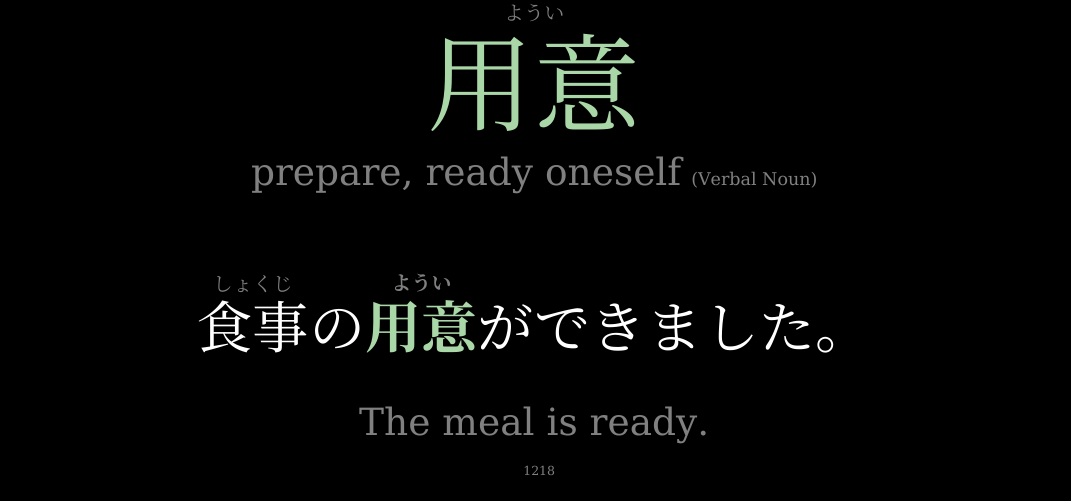 ようい
用意
prepare, ready oneself (Verbal Noun)
しょくじ ようい
食事の用意ができました。
The meal is ready.
1218